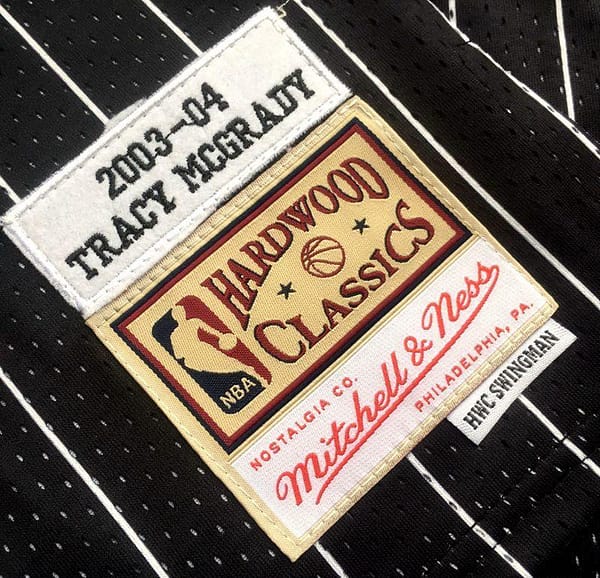 2003-04
TRACY MCGRADY
HARDWOOD
CLASSICS
NBA
NOSTALGIA CO.
Mitchell & Ness
PHILADELPHIA, PA.
HWC SWINGMAN